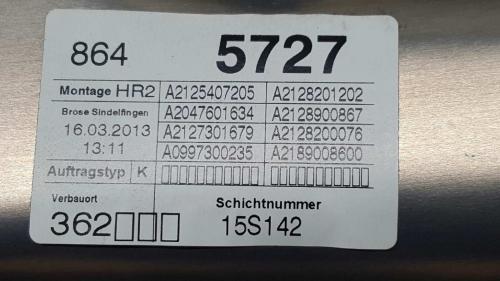 864 5727
Montage HR2 A2125407205 A2128201202
Brose Sindelfingen A2047601634 A2128900867
16.03.2013 A2127301679 A2128200076
13:11 A0997300235 A2189008600
Auftragstyp K ▯▯▯▯▯▯▯▯▯▯▯ ▯▯▯▯▯▯▯▯▯▯▯
Verbauort Schichtnummer
362▯▯▯ 15S142